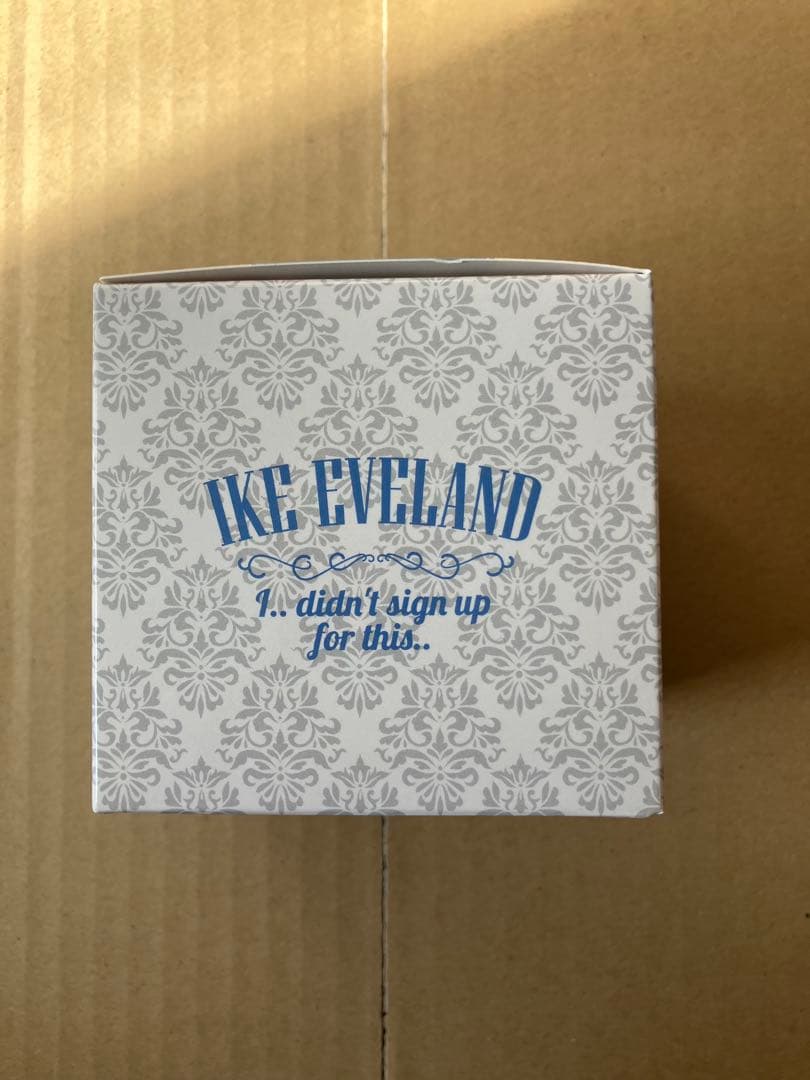 IKE EVELAND
I.. didn't sign up
for this..